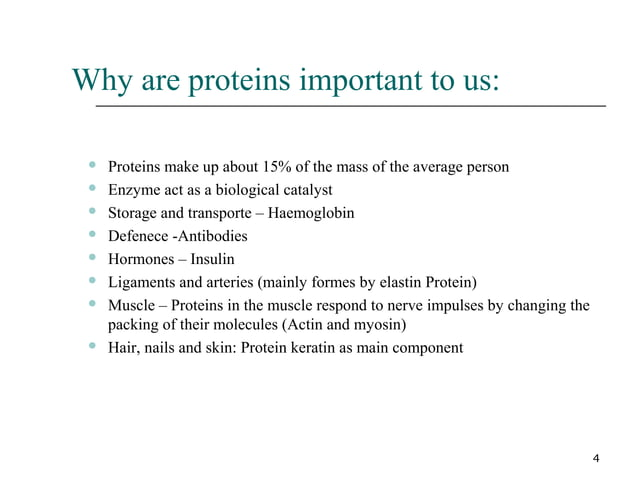 Why are proteins important to us:
Proteins make up about 15% of the mass of the average person
Enzyme act as a biological catalyst
Storage and transporte – Haemoglobin
Defenece -Antibodies
Hormones – Insulin
Ligaments and arteries (mainly formes by elastin Protein)
Muscle – Proteins in the muscle respond to nerve impulses by changing the
packing of their molecules (Actin and myosin)
Hair, nails and skin: Protein keratin as main component
4